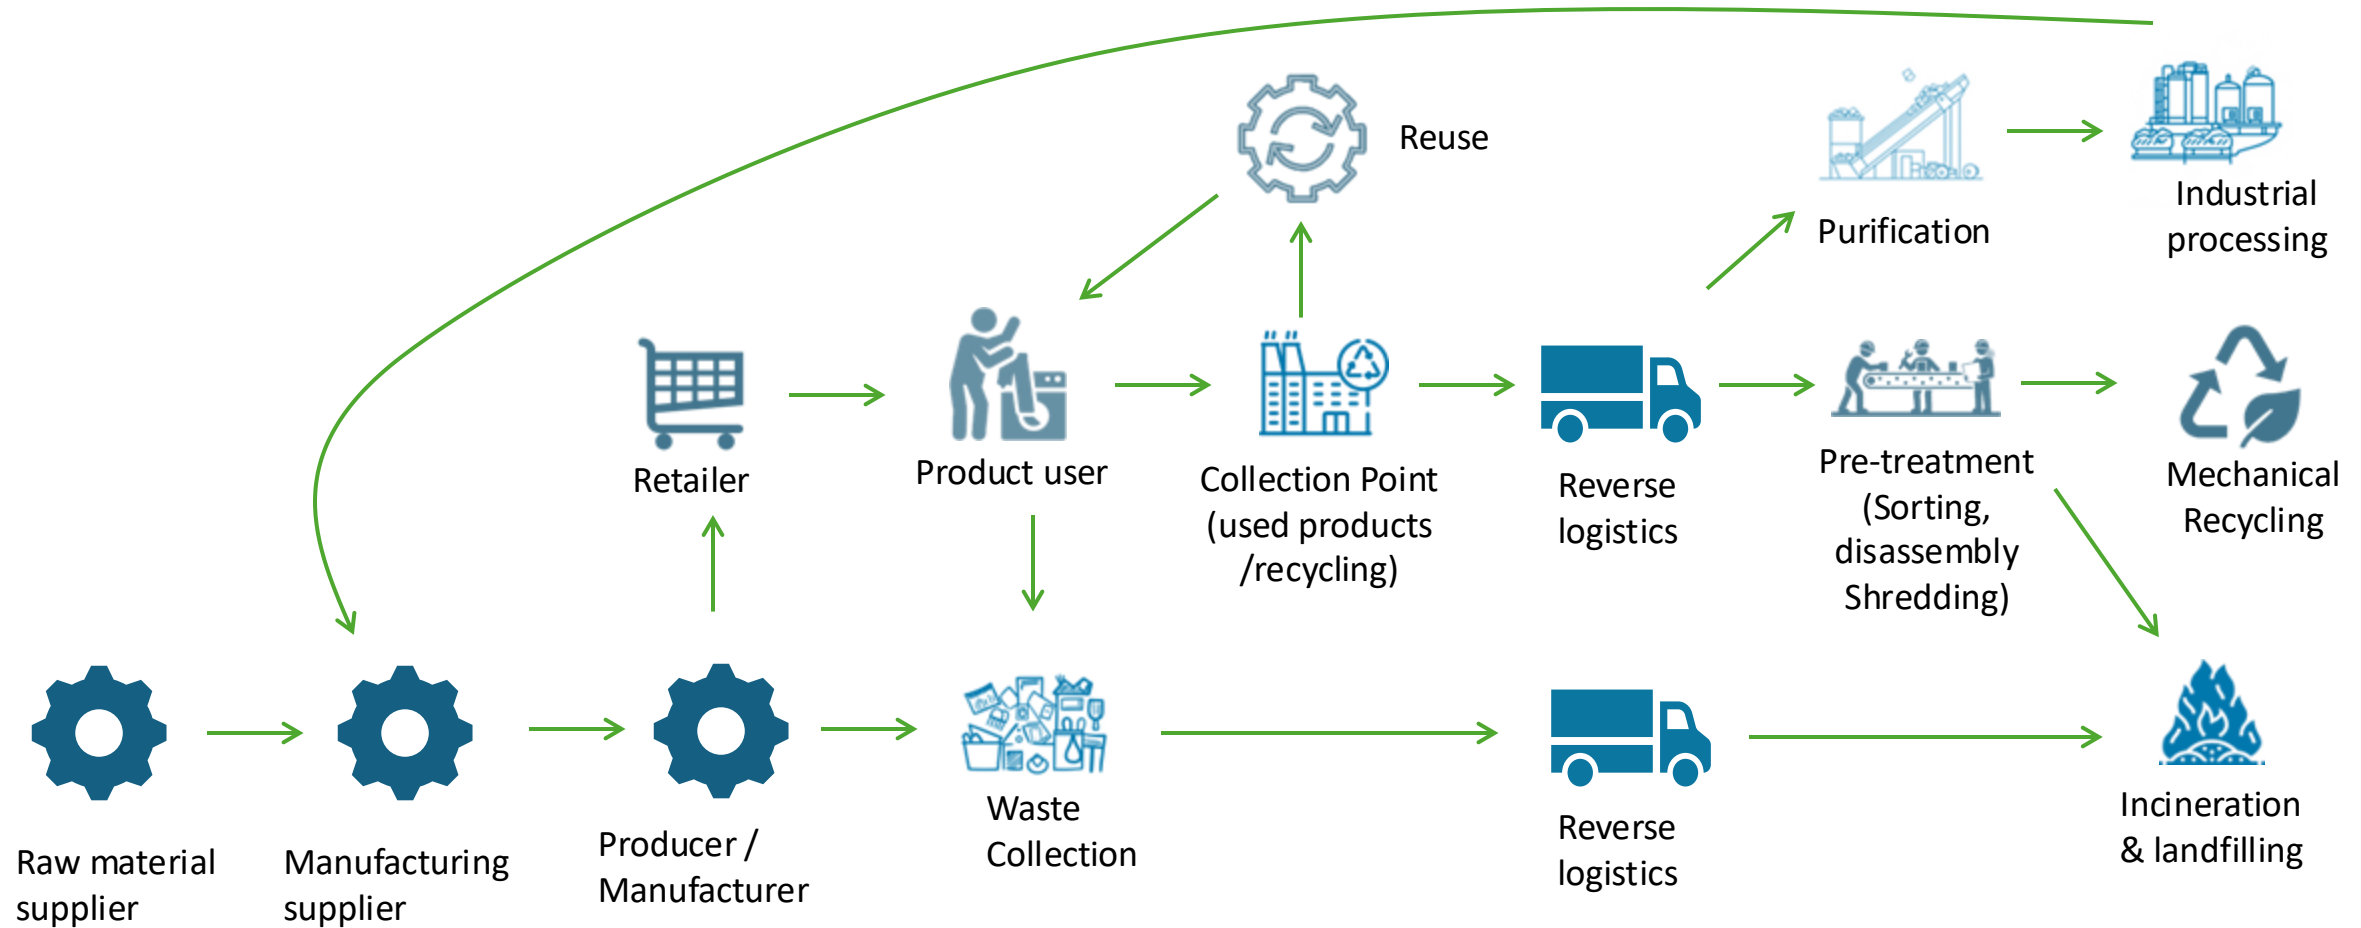 Reuse
Purification
Industrial
processing
Retailer
Product user
Collection Point
(used products
/recycling)
Reverse
logistics
Pre-treatment
(Sorting,
disassembly
Shredding)
Mechanical
Recycling
Raw material
supplier
Manufacturing
supplier
Producer /
Manufacturer
Waste
Collection
Reverse
logistics
Incineration
& landfilling